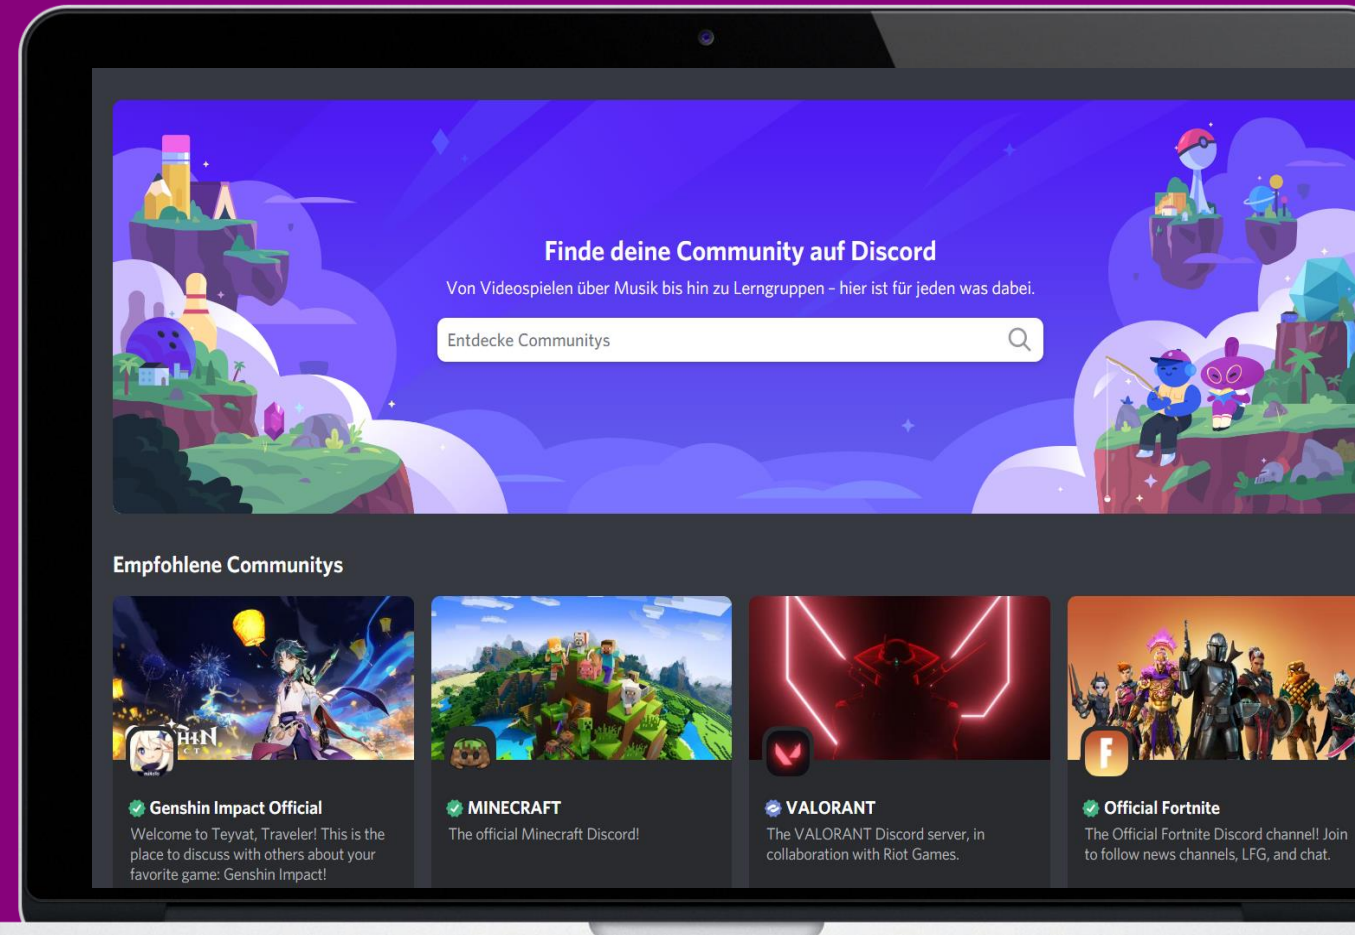 Finde deine Community auf Discord
Von Videospielen über Musik bis hin zu Lerngruppen – hier ist für jeden was dabei.
Entdecke Communitys
Empfohlene Communitys
Genshin Impact Official
Welcome to Teyvat, Traveler! This is the
place to discuss with others about your
favorite game: Genshin Impact!
MINECRAFT
The official Minecraft Discord!
VALORANT
The VALORANT Discord server, in
collaboration with Riot Games.
F
Official Fortnite
The Official Fortnite Discord channel! Join
to follow news channels, LFG, and chat.